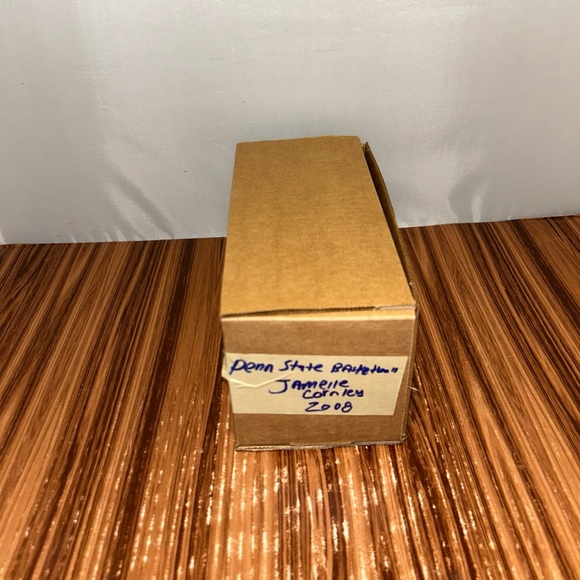 Penn State Basketball
Jamelle
Cornley
2008